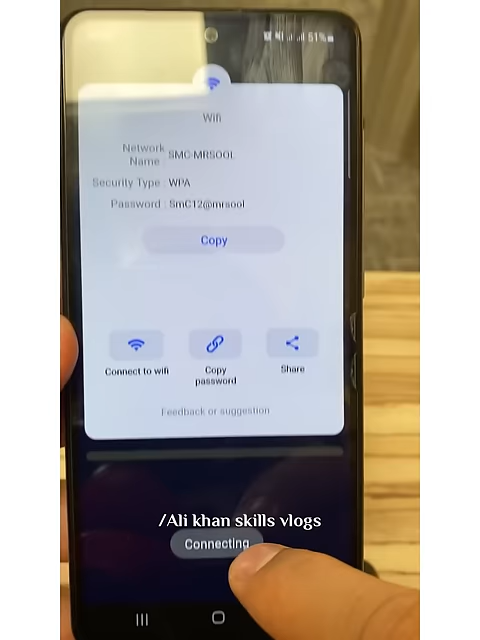 51%
Wifi
Network
Name : SMC-MRSOOL
Security Type : WPA
Password : SmC12@mrsool
Copy
Connect to wifi
Copy
password
Share
Feedback or suggestion
/Ali khan skills vlogs
Connecting